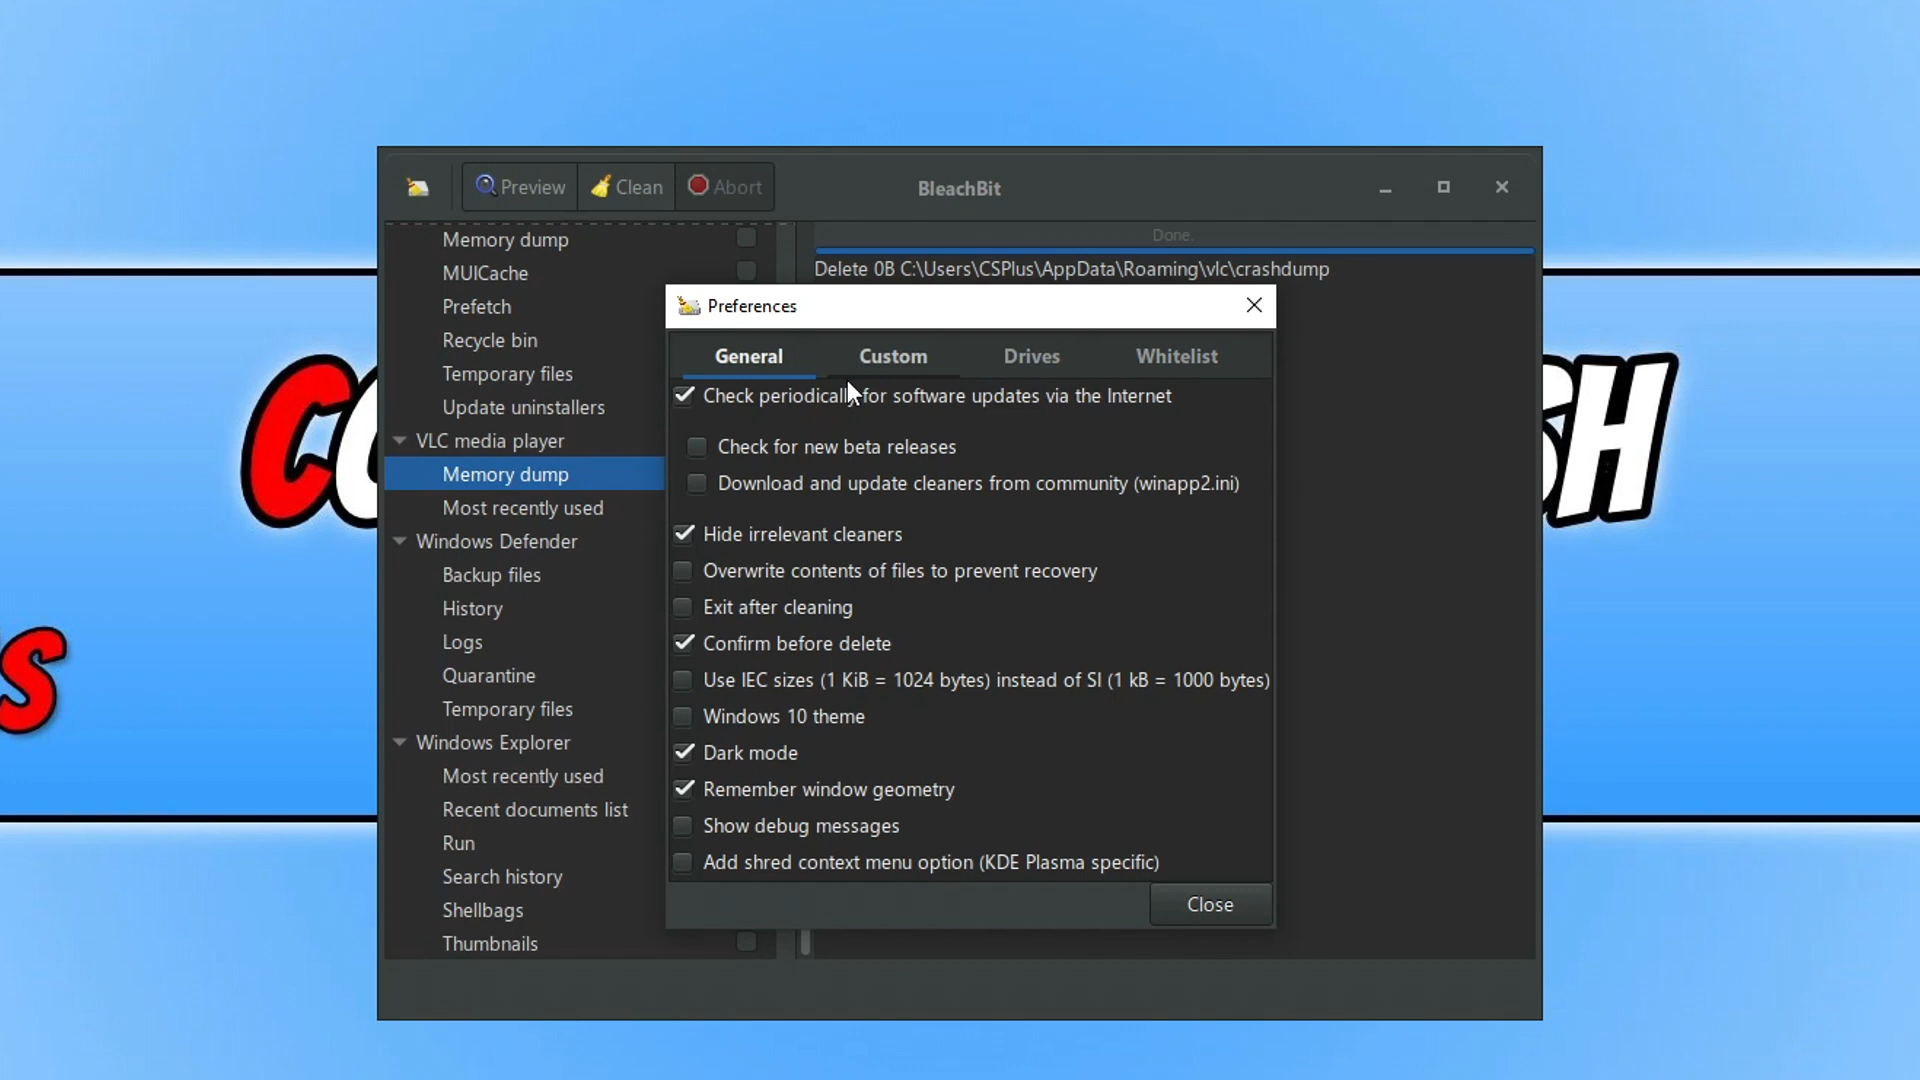 Preview
Clean
Abort
BleachBit
Memory dump
MUICache
Prefetch
Recycle bin
Temporary files
Update uninstallers
VLC media player
Memory dump
Most recently used
Windows Defender
Backup files
History
Logs
Quarantine
Temporary files
Windows Explorer
Most recently used
Recent documents list
Run
Search history
Shellbags
Thumbnails
Done.
Delete 0B C:\Users\CSPlus\AppData\Roaming\vlc\crashdump
Preferences
General
Custom
Drives
Whitelist
Check periodically for software updates via the Internet
Check for new beta releases
Download and update cleaners from community (winapp2.ini)
Hide irrelevant cleaners
Overwrite contents of files to prevent recovery
Exit after cleaning
Confirm before delete
Use IEC sizes (1 KiB = 1024 bytes) instead of SI (1 kB = 1000 bytes)
Windows 10 theme
Dark mode
Remember window geometry
Show debug messages
Add shred context menu option (KDE Plasma specific)
Close